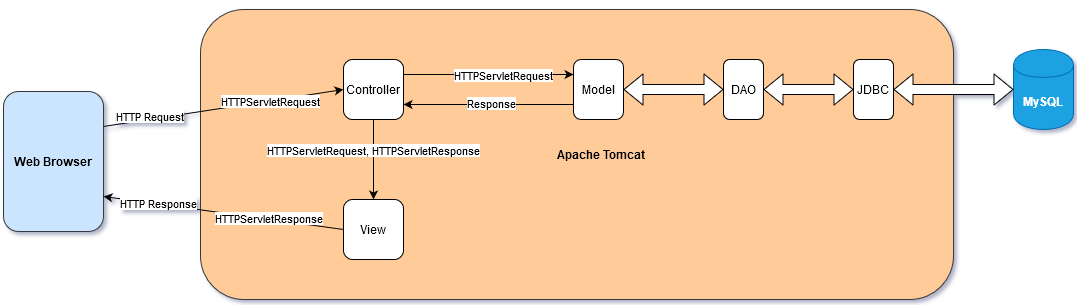 HTTPServletRequest
Controller
Model
DAO
JDBC
MySQL
HTTPServletRequest
Response
HTTP Request
HTTPServletRequest, HTTPServletResponse
Apache Tomcat
Web Browser
HTTP Response
HTTPServletResponse
View